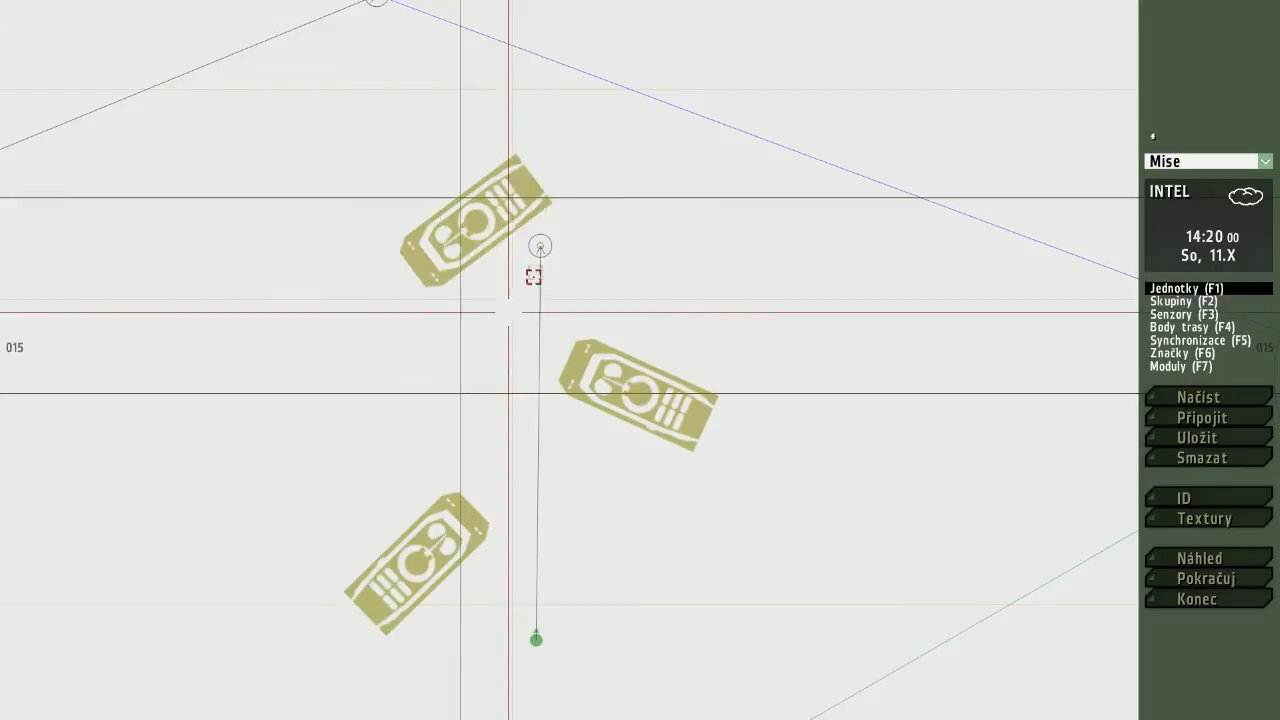 Mise
INTEL
14:20 00
So, 11.X
Jednotky (F1)
Skupiny (F2)
Senzory (F3)
Body trasy (F4)
Synchronizace (F5)
015
015
Značky (F6)
Moduly (F7)
Načíst
Připojit
Uložit
Smazat
ID
Textury
Náhled
Pokračuj
Konec